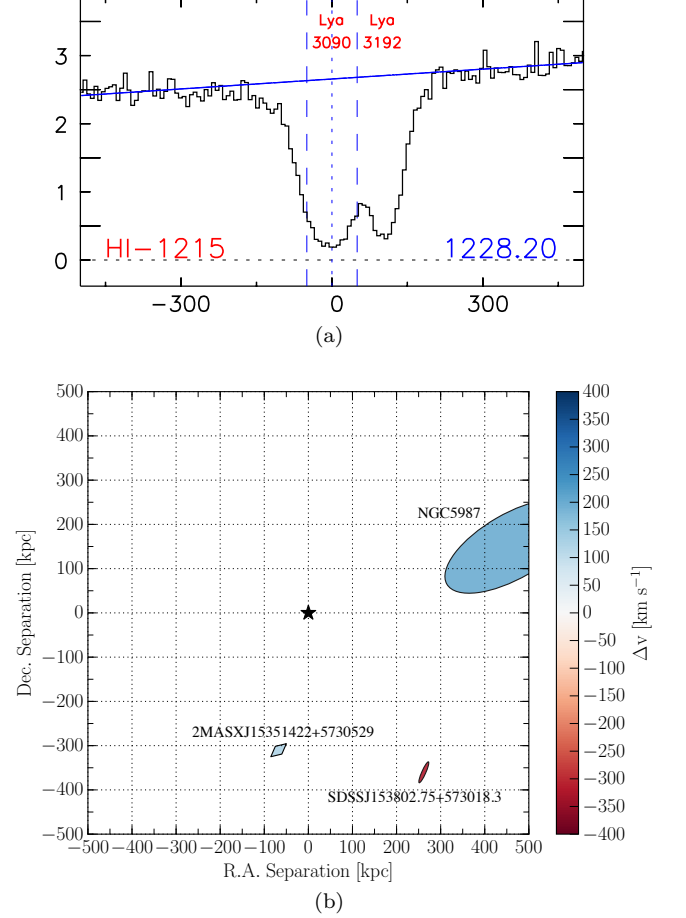 Lya Lya
3090 3192
3
2
1
0
HI−1215 1228.20
−300 0 300
(a)
500
400
300
200
100
0
−100
−200
−300
−400
−500
Dec. Separation [kpc]
NGC5987
2MASXJ15351422+5730529
SDSSJ153802.75+573018.3
−500 −400 −300 −200 −100 0 100 200 300 400 500
R.A. Separation [kpc]
400
350
300
250
200
150
100
50
0
−50
−100
−150
−200
−250
−300
−350
−400
Δv [km s⁻¹]
(b)